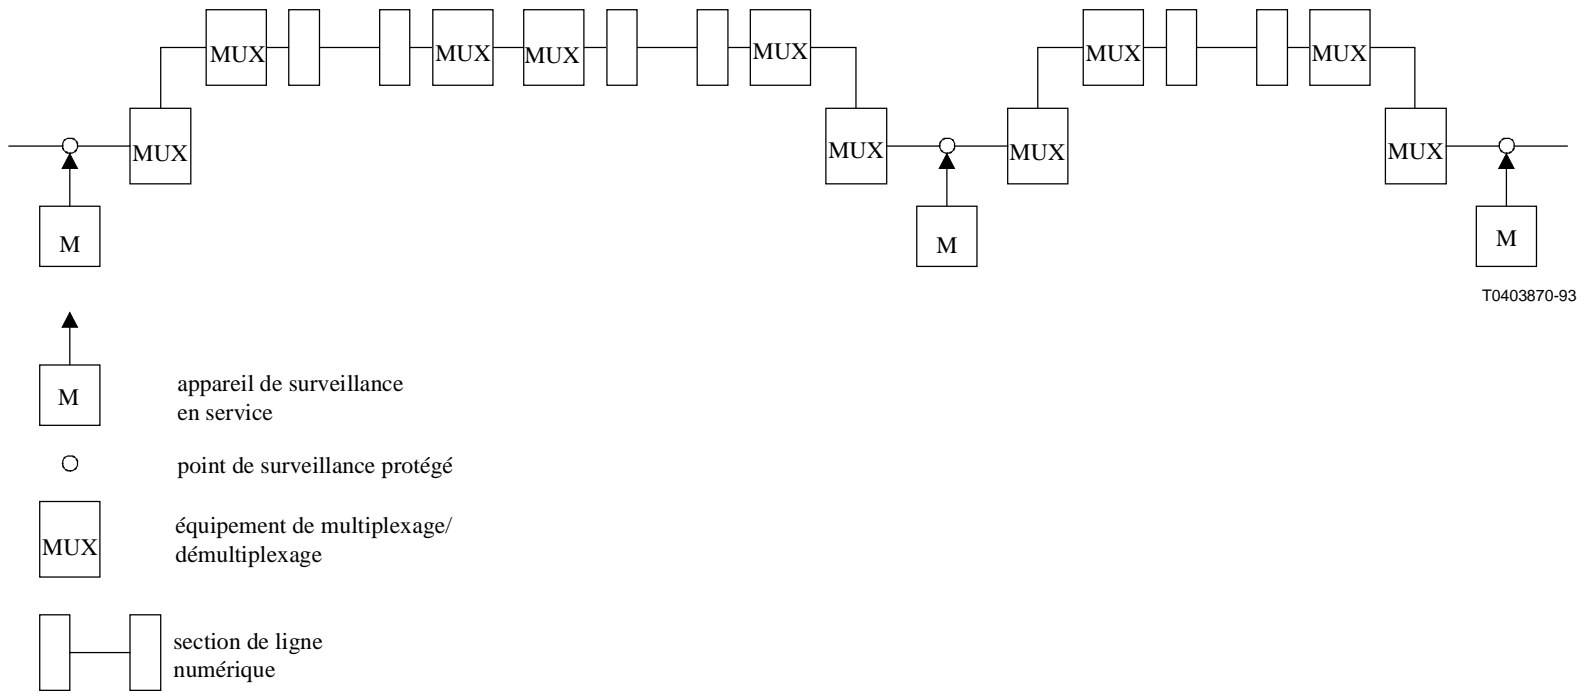 MUX MUX MUX MUX MUX MUX
MUX MUX MUX MUX
M M M
T0403870-93
M
appareil de surveillance
en service
point de surveillance protégé
MUX
équipement de multiplexage/
démultiplexage
section de ligne
numérique